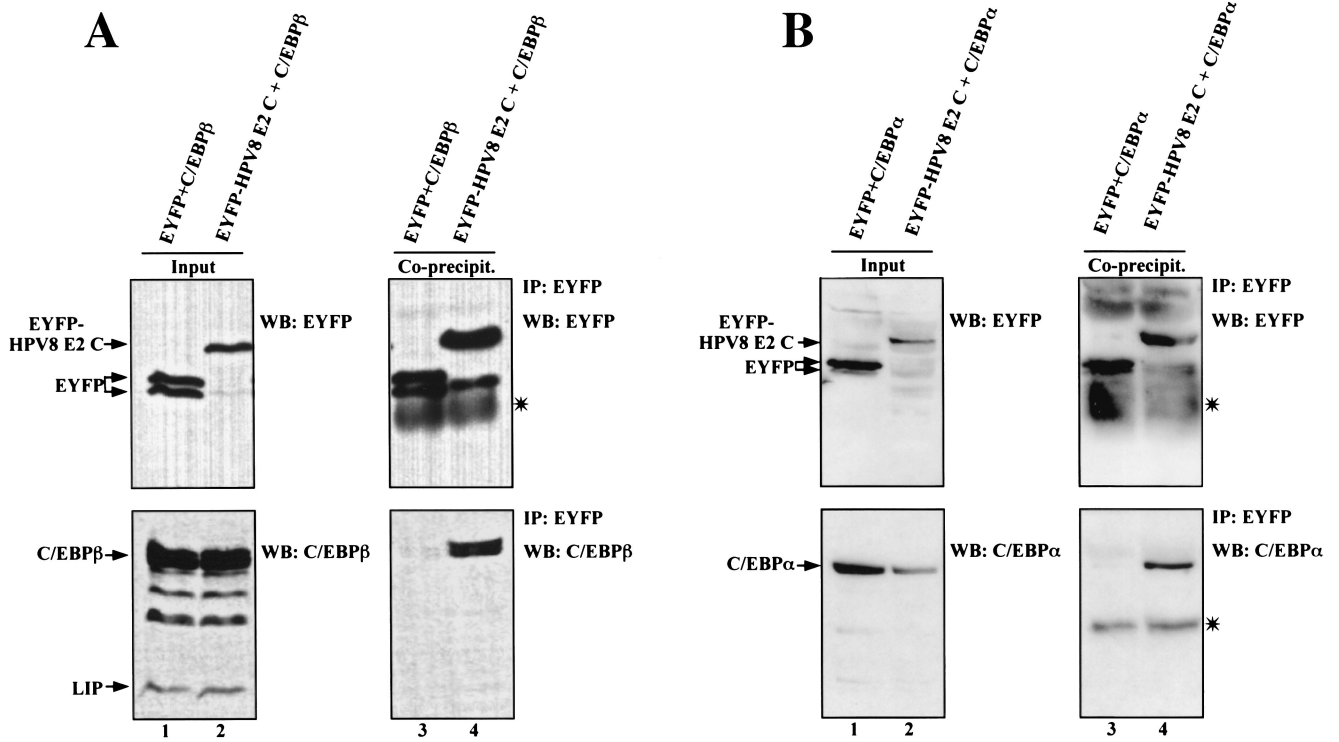 A
EYFP+C/EBPβ
EYFP-HPV8 E2 C + C/EBPβ
EYFP+C/EBPβ
EYFP-HPV8 E2 C + C/EBPβ
Input
Co-precipit.
IP: EYFP
EYFP-
HPV8 E2 C
WB: EYFP
WB: EYFP
EYFP
IP: EYFP
C/EBPβ
WB: C/EBPβ
WB: C/EBPβ
LIP
1
2
3
4
B
EYFP+C/EBPα
EYFP-HPV8 E2 C + C/EBPα
EYFP+C/EBPα
EYFP-HPV8 E2 C + C/EBPα
Input
Co-precipit.
IP: EYFP
EYFP-
HPV8 E2 C
WB: EYFP
WB: EYFP
EYFP
IP: EYFP
C/EBPα
WB: C/EBPα
WB: C/EBPα
1
2
3
4